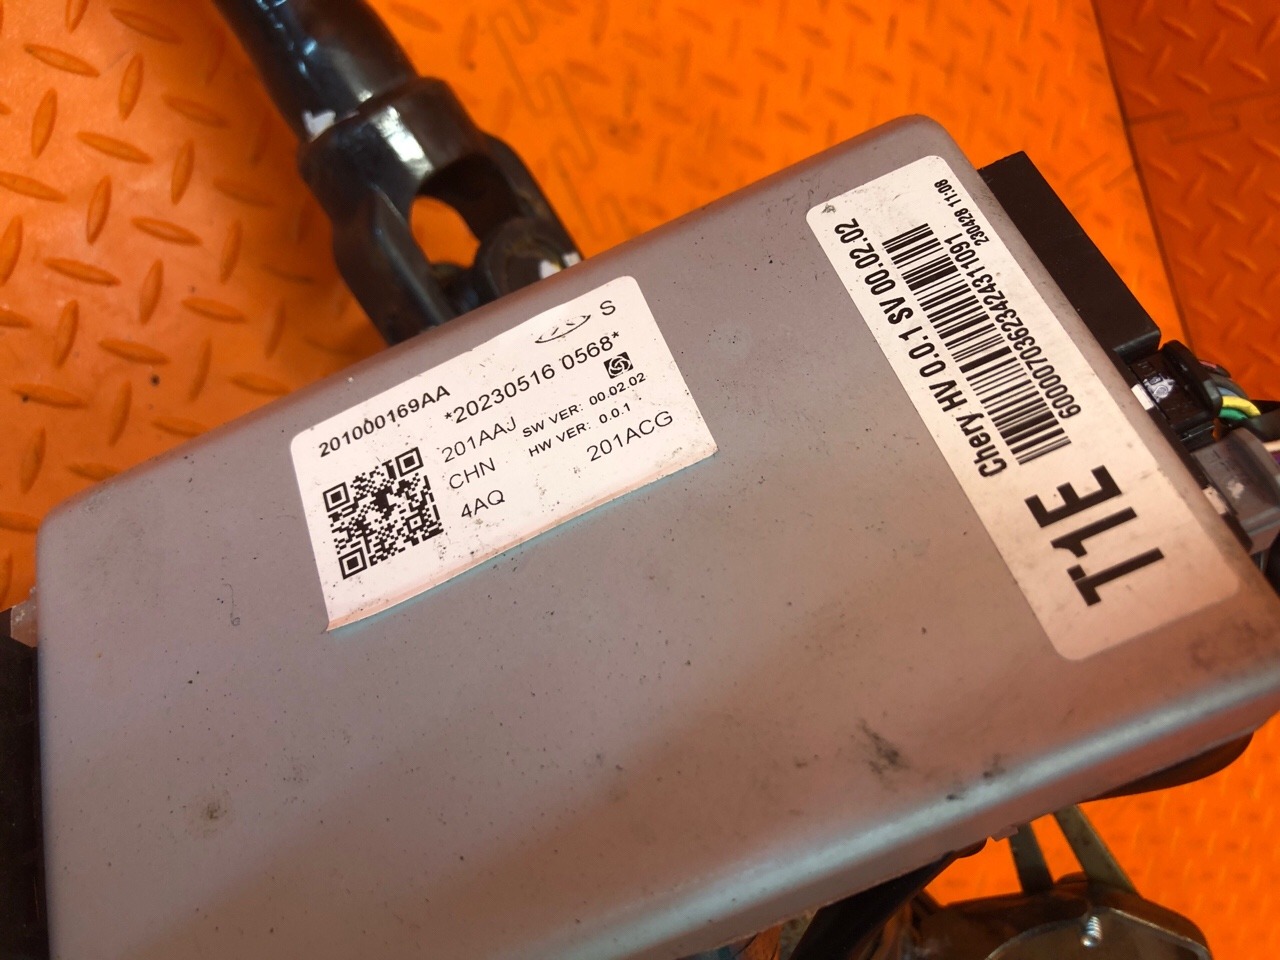 201000169AA
S
*20230516 0568*
201AAJ
SW VER: 00.02.02
CHN
HW VER: 0.0.1
4AQ
201ACG
230428 11:08
60000703623424311091
Chery HV 0.0.1 SV 00.02.02
T1E